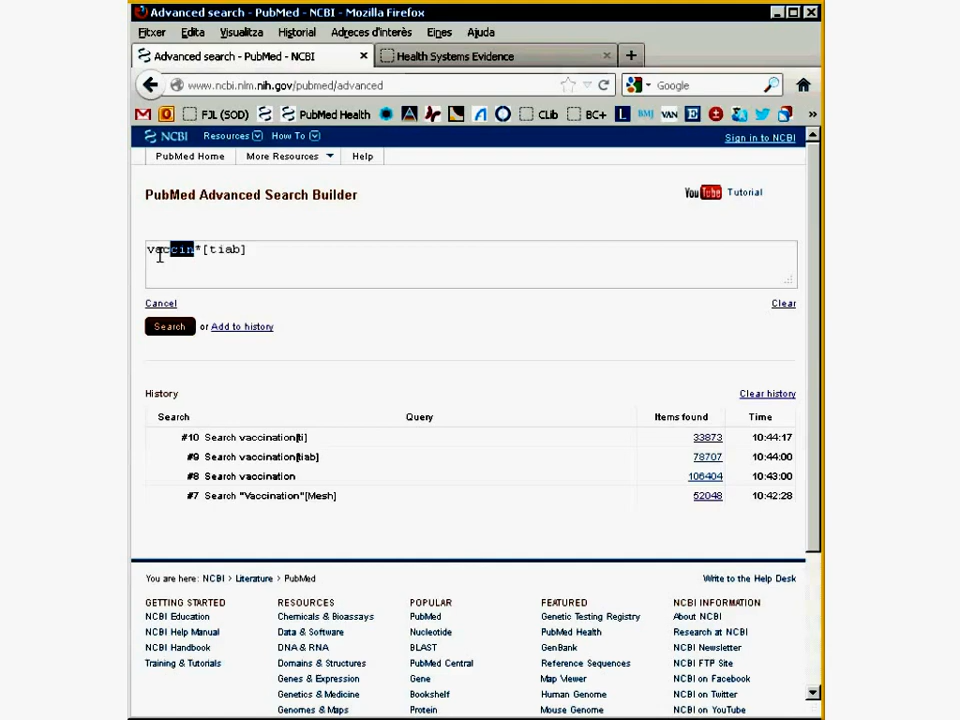 Advanced search - PubMed - NCBI - Mozilla Firefox
Fitxer Edita Visualitza Historial Adreces d'interès Eines Ajuda
Advanced search - PubMed - NCBI × Health Systems Evidence × +
www.ncbi.nlm.nih.gov/pubmed/advanced Google
FJL (SOD) PubMed Health CLib BC+ L BMJ VAN E »
NCBI Resources How To Sign in to NCBI
PubMed Home More Resources Help
PubMed Advanced Search Builder You Tube Tutorial
vaccin*[tiab]
Cancel Clear
Search or Add to history
History Clear history
Search Query Items found Time
#10 Search vaccination[ti] 33873 10:44:17
#9 Search vaccination[tiab] 78707 10:44:00
#8 Search vaccination 106404 10:43:00
#7 Search "Vaccination"[Mesh] 52048 10:42:28
You are here: NCBI > Literature > PubMed Write to the Help Desk
GETTING STARTED RESOURCES POPULAR FEATURED NCBI INFORMATION
NCBI Education Chemicals & Bioassays PubMed Genetic Testing Registry About NCBI
NCBI Help Manual Data & Software Nucleotide PubMed Health Research at NCBI
NCBI Handbook DNA & RNA BLAST GenBank NCBI Newsletter
Training & Tutorials Domains & Structures PubMed Central Reference Sequences NCBI FTP Site
Genes & Expression Gene Map Viewer NCBI on Facebook
Genetics & Medicine Bookshelf Human Genome NCBI on Twitter
Genomes & Maps Protein Mouse Genome NCBI on YouTube